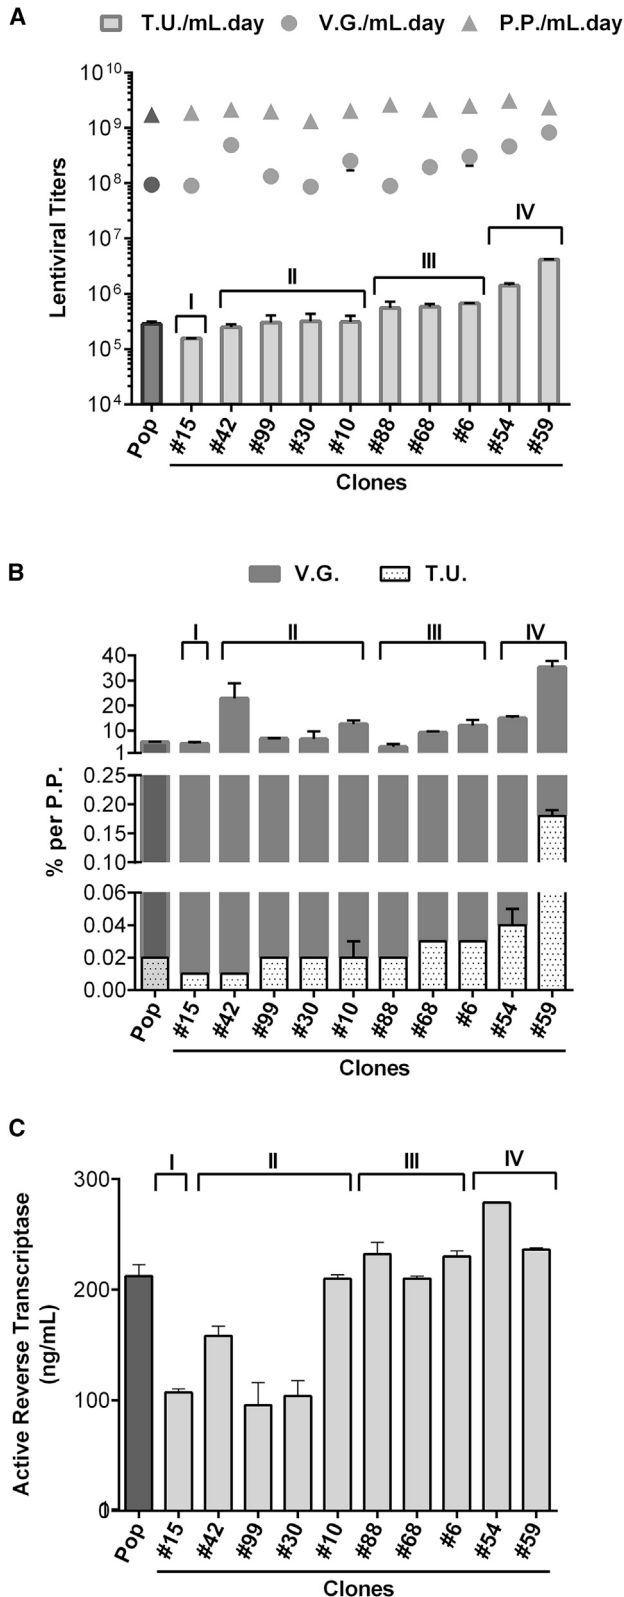 A
T.U./mL.day V.G./mL.day P.P./mL.day
Lentiviral Titers
10^10
10^9
10^8
10^7
10^6
10^5
10^4
I II III IV
Pop #15 #42 #99 #30 #10 #88 #68 #6 #54 #59
Clones
B
V.G. T.U.
I II III IV
% per P.P.
40
30
20
10
1
0.25
0.20
0.15
0.10
0.06
0.04
0.02
0.00
Pop #15 #42 #99 #30 #10 #88 #68 #6 #54 #59
Clones
C
I II III IV
Active Reverse Transcriptase
(ng/mL)
300
200
100
0
Pop #15 #42 #99 #30 #10 #88 #68 #6 #54 #59
Clones